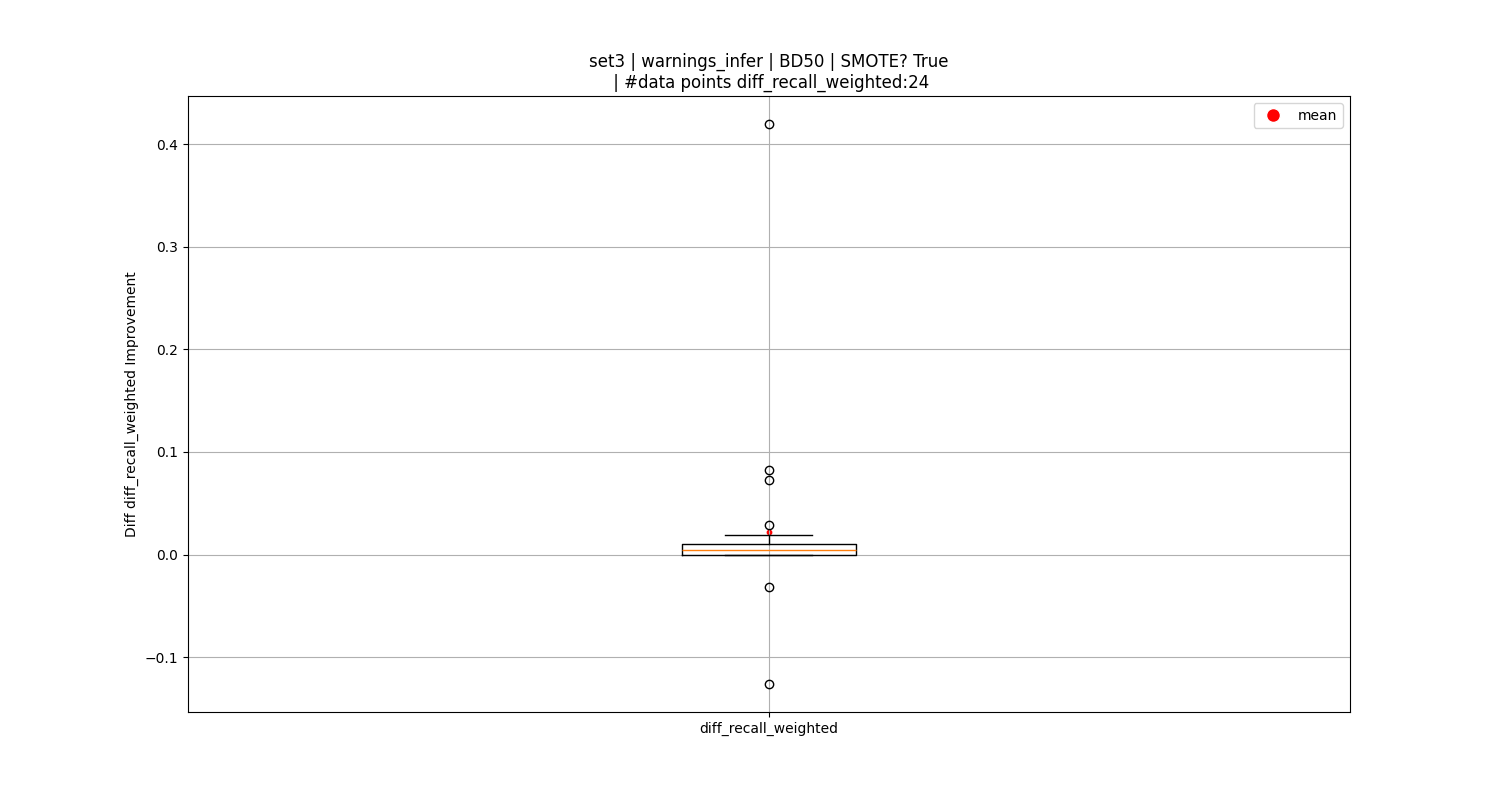 set3 | warnings_infer | BD50 | SMOTE? True
| #data points diff_recall_weighted:24
mean
0.4
0.3
0.2
0.1
0.0
−0.1
Diff diff_recall_weighted Improvement
diff_recall_weighted